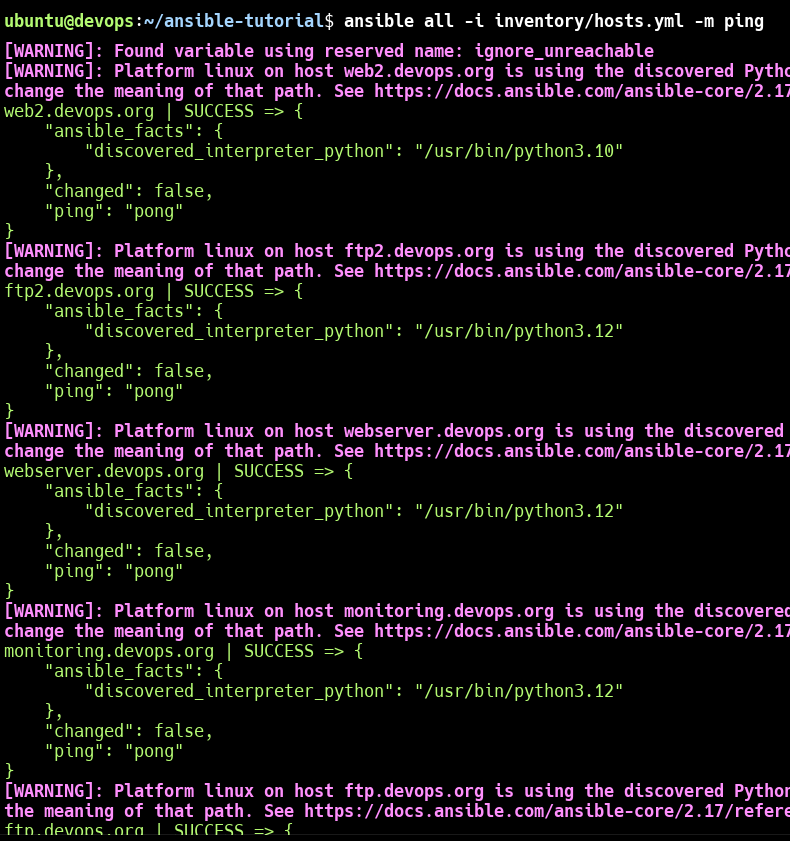 ubuntu@devops:~/ansible-tutorial$ ansible all -i inventory/hosts.yml -m ping
[WARNING]: Found variable using reserved name: ignore_unreachable
[WARNING]: Platform linux on host web2.devops.org is using the discovered Pytho
change the meaning of that path. See https://docs.ansible.com/ansible-core/2.17
web2.devops.org | SUCCESS => {
    "ansible_facts": {
        "discovered_interpreter_python": "/usr/bin/python3.10"
    },
    "changed": false,
    "ping": "pong"
}
[WARNING]: Platform linux on host ftp2.devops.org is using the discovered Pytho
change the meaning of that path. See https://docs.ansible.com/ansible-core/2.17
ftp2.devops.org | SUCCESS => {
    "ansible_facts": {
        "discovered_interpreter_python": "/usr/bin/python3.12"
    },
    "changed": false,
    "ping": "pong"
}
[WARNING]: Platform linux on host webserver.devops.org is using the discovered
change the meaning of that path. See https://docs.ansible.com/ansible-core/2.17
webserver.devops.org | SUCCESS => {
    "ansible_facts": {
        "discovered_interpreter_python": "/usr/bin/python3.12"
    },
    "changed": false,
    "ping": "pong"
}
[WARNING]: Platform linux on host monitoring.devops.org is using the discovered
change the meaning of that path. See https://docs.ansible.com/ansible-core/2.17
monitoring.devops.org | SUCCESS => {
    "ansible_facts": {
        "discovered_interpreter_python": "/usr/bin/python3.12"
    },
    "changed": false,
    "ping": "pong"
}
[WARNING]: Platform linux on host ftp.devops.org is using the discovered Python
the meaning of that path. See https://docs.ansible.com/ansible-core/2.17/refere
ftp.devops.org | SUCCESS => {